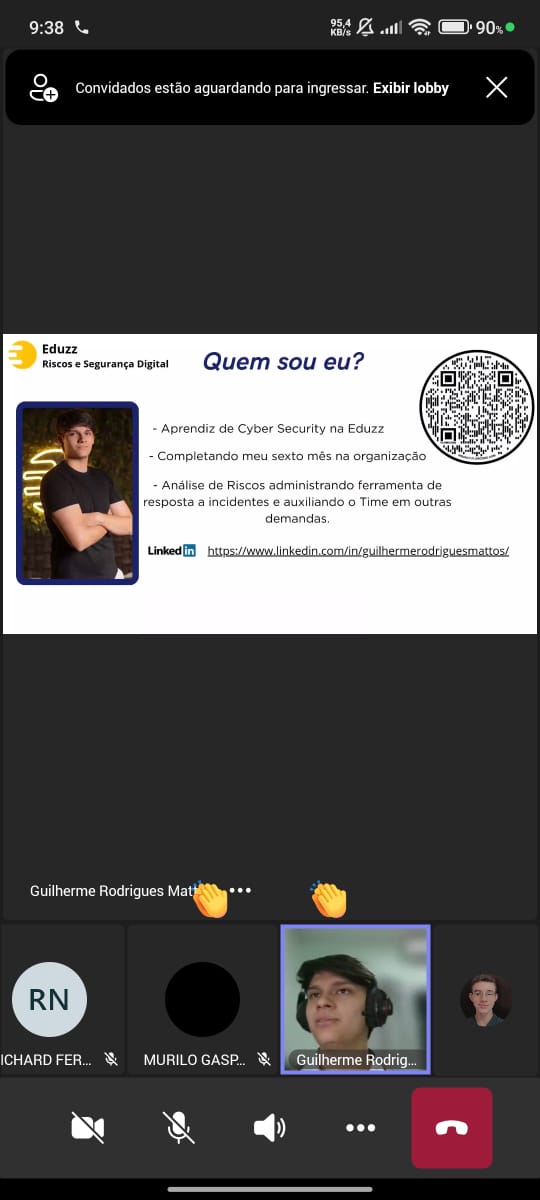 9:38
95,4
KB/s
90%
Convidados estão aguardando para ingressar. Exibir lobby
Eduzz
Riscos e Segurança Digital
Quem sou eu?
- Aprendiz de Cyber Security na Eduzz
- Completando meu sexto mês na organização
- Análise de Riscos administrando ferramenta de
resposta a incidentes e auxiliando o Time em outras
demandas.
Linked in
https://www.linkedin.com/in/guilhermerodriguesmattos/
Guilherme Rodrigues Matt
RN
ICHARD FER...
MURILO GASP...
Guilherme Rodrig...